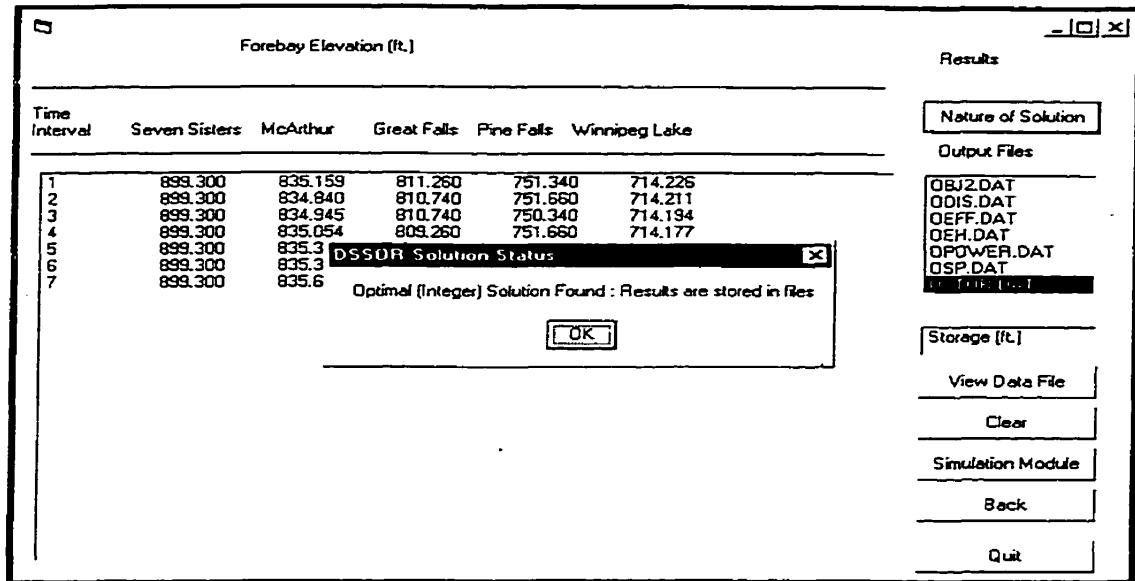 Forebay Elevation (ft.)
Results
Time
Interval Seven Sisters McArthur Great Falls Pine Falls Winnipeg Lake
Nature of Solution
Output Files
1 899.300 835.159 811.260 751.340 714.226
2 899.300 834.840 810.740 751.660 714.211
3 899.300 834.945 810.740 750.340 714.194
4 899.300 835.054 809.260 751.660 714.177
5 899.300 835.3
6 899.300 835.3
7 899.300 835.6
DSSOR Solution Status
Optimal (Integer) Solution Found : Results are stored in files
OK
OBJ2.DAT
ODIS.DAT
OEFF.DAT
OEH.DAT
OPOWER.DAT
OSP.DAT
Storage (ft.)
View Data File
Clear
Simulation Module
Back
Quit